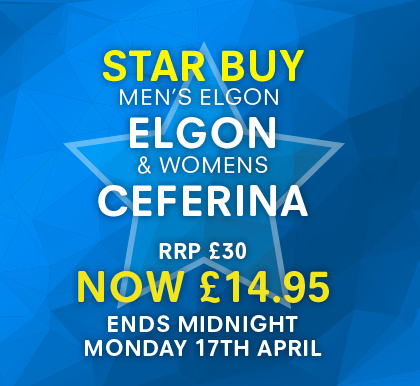 STAR BUY
MEN'S ELGON
ELGON
& WOMENS
CEFERINA
RRP £30
NOW £14.95
ENDS MIDNIGHT
MONDAY 17TH APRIL